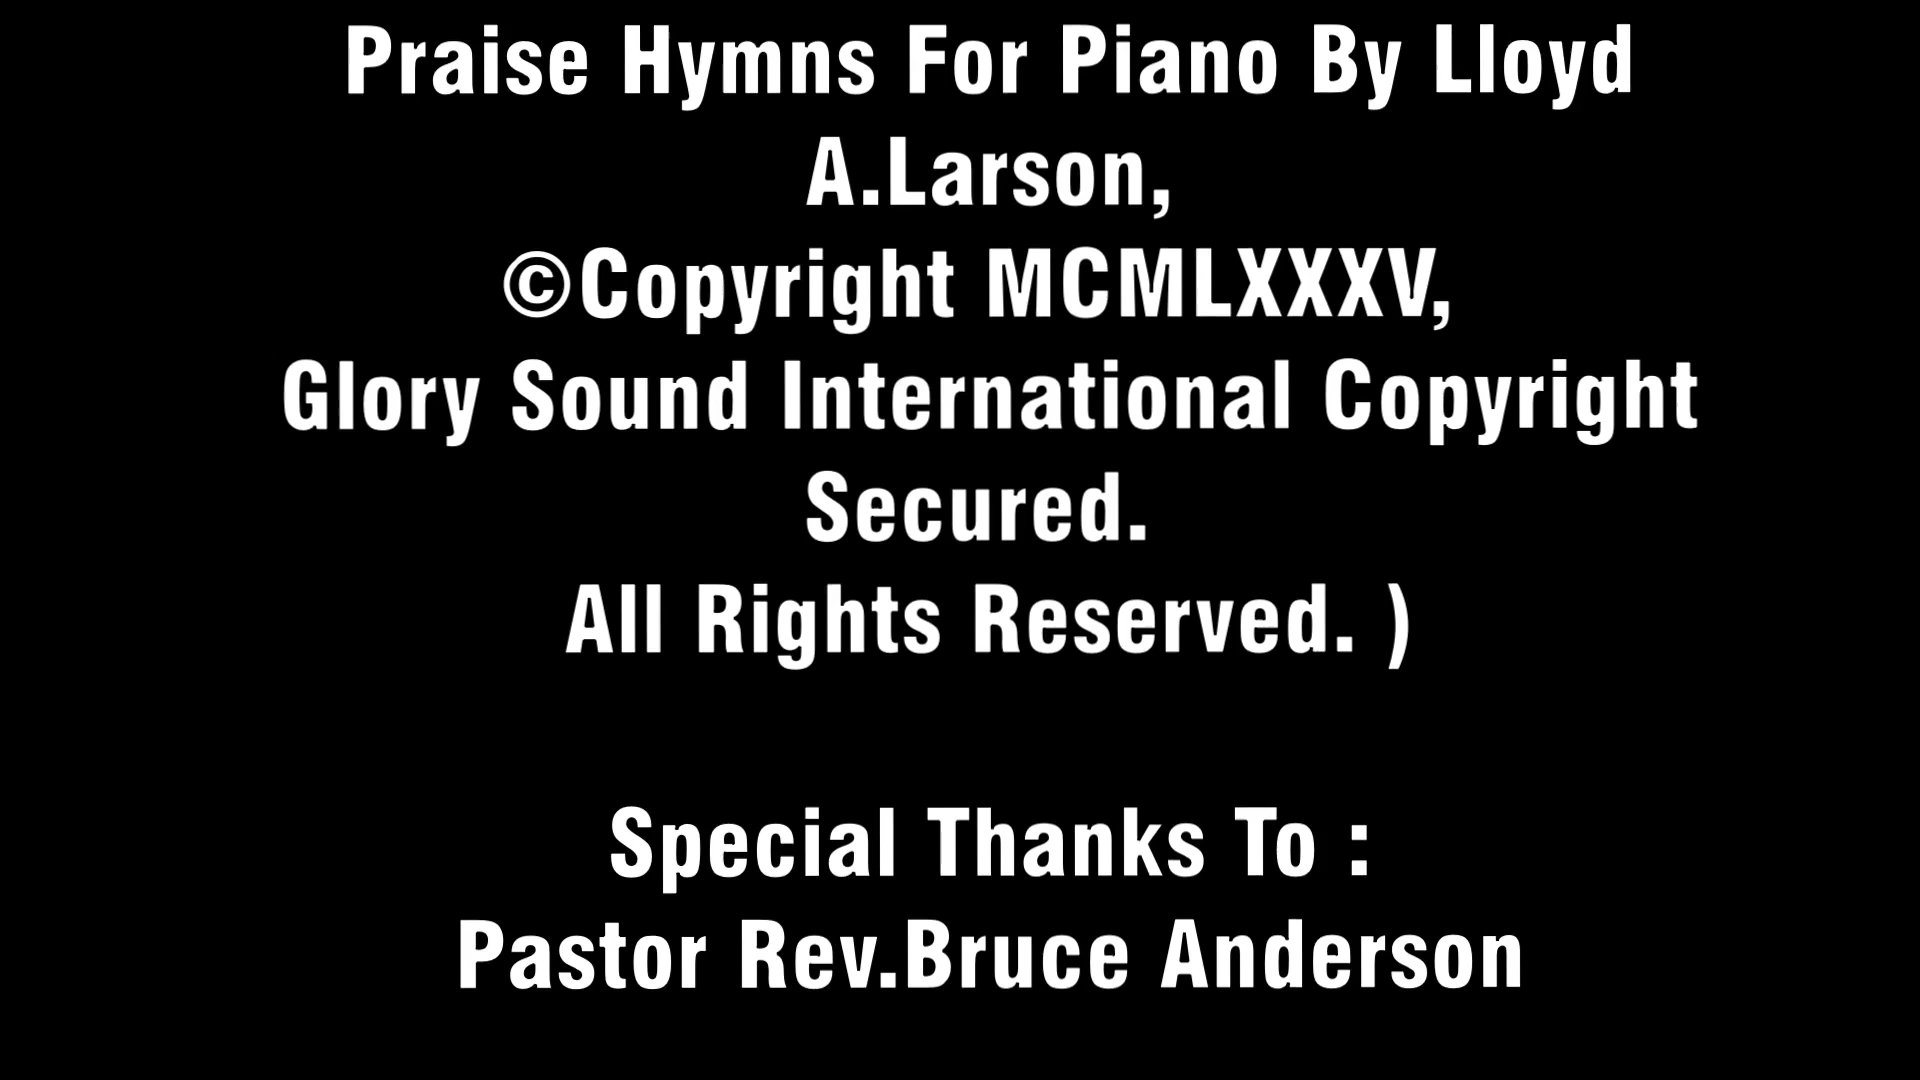 Praise Hymns For Piano By Lloyd
A.Larson,
©Copyright MCMLXXXV,
Glory Sound International Copyright
Secured.
All Rights Reserved. )
Special Thanks To :
Pastor Rev.Bruce Anderson